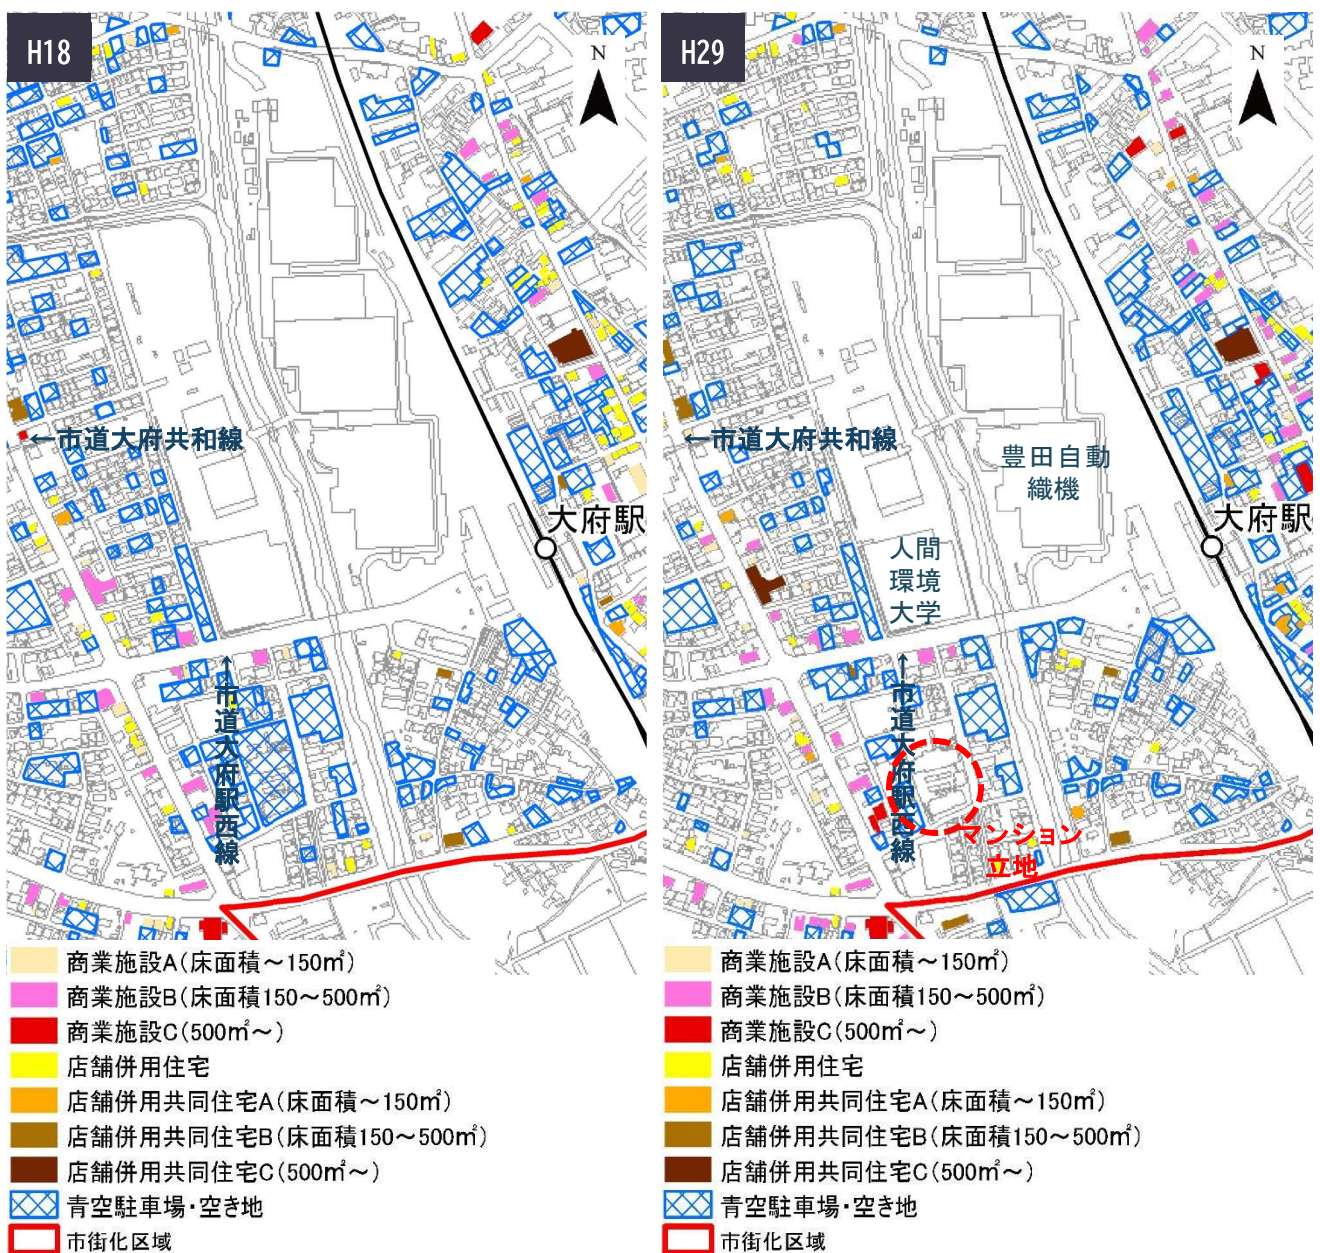 H18
N
←市道大府共和線
大府駅
←市道大府駅西線
商業施設A(床面積~150㎡)
商業施設B(床面積150~500㎡)
商業施設C(500㎡~)
店舗併用住宅
店舗併用共同住宅A(床面積~150㎡)
店舗併用共同住宅B(床面積150~500㎡)
店舗併用共同住宅C(500㎡~)
青空駐車場・空き地
市街化区域
H29
N
←市道大府共和線
豊田自動
織機
大府駅
人間
環境
大学
←市道大府駅西線
マンション
立地
商業施設A(床面積~150㎡)
商業施設B(床面積150~500㎡)
商業施設C(500㎡~)
店舗併用住宅
店舗併用共同住宅A(床面積~150㎡)
店舗併用共同住宅B(床面積150~500㎡)
店舗併用共同住宅C(500㎡~)
青空駐車場・空き地
市街化区域